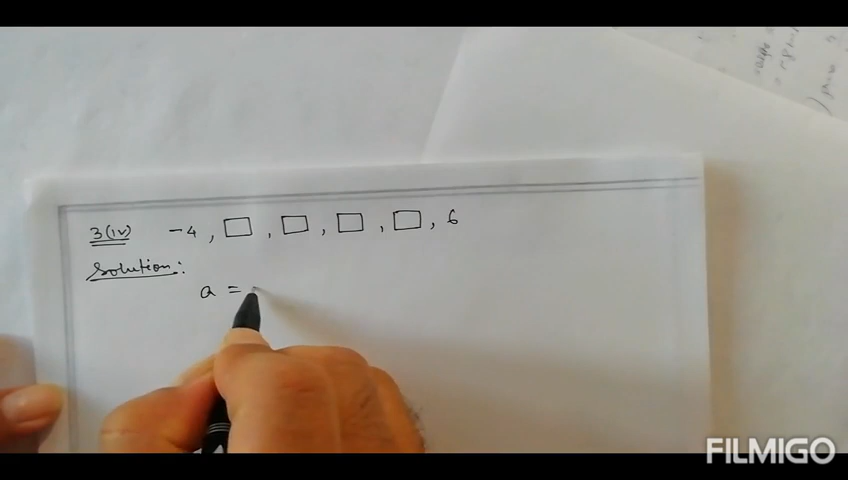 3(iv) -4, □, □, □, □, 6
Solution:
a =
FILMIGO